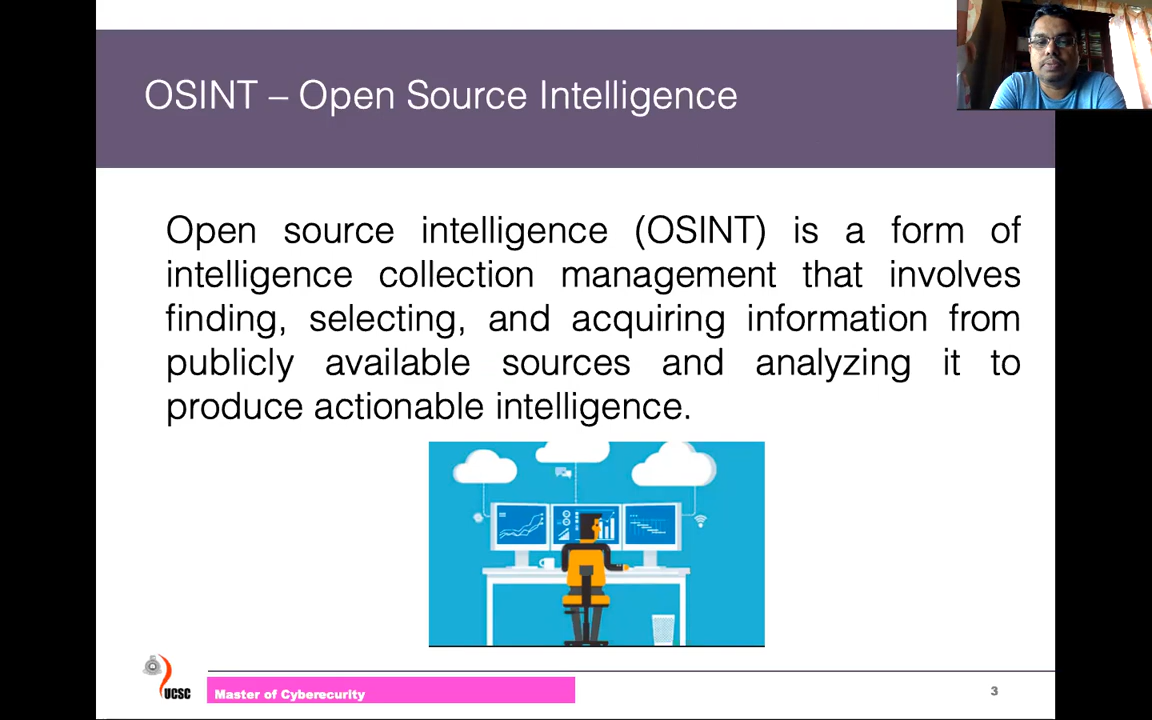 OSINT – Open Source Intelligence
Open source intelligence (OSINT) is a form of
intelligence collection management that involves
finding, selecting, and acquiring information from
publicly available sources and analyzing it to
produce actionable intelligence.
UCSC
Master of Cyberecurity
3